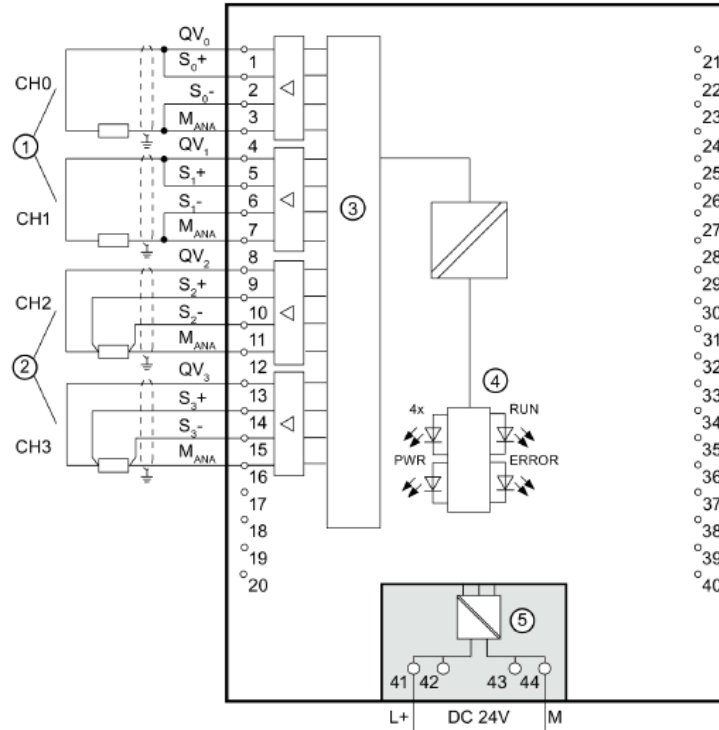 QV0
S0+
S0-
MANA
QV1
S1+
S1-
MANA
QV2
S2+
S2-
MANA
QV3
S3+
S3-
MANA
CH0
1
CH1
CH2
2
CH3
1
2
3
4
5
6
7
8
9
10
11
12
13
14
15
16
17
18
19
20
3
4
4x
RUN
PWR
ERROR
5
41 42 43 44
L+ DC 24V M
21
22
23
24
25
26
27
28
29
30
31
32
33
34
35
36
37
38
39
40